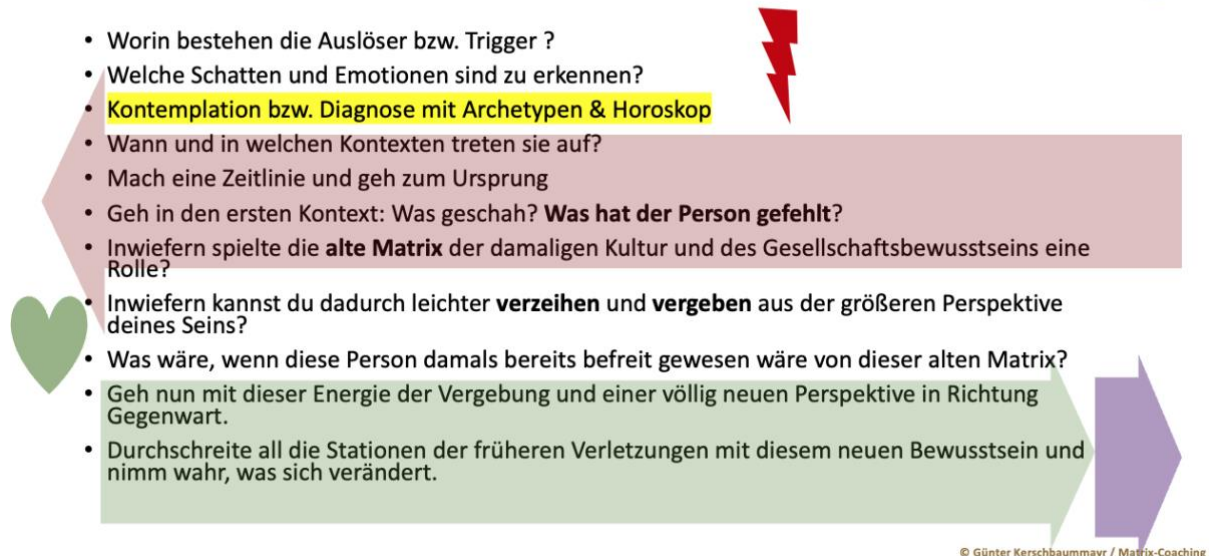 • Worin bestehen die Auslöser bzw. Trigger ?
• Welche Schatten und Emotionen sind zu erkennen?
• Kontemplation bzw. Diagnose mit Archetypen & Horoskop
• Wann und in welchen Kontexten treten sie auf?
• Mach eine Zeitlinie und geh zum Ursprung
• Geh in den ersten Kontext: Was geschah? Was hat der Person gefehlt?
• Inwiefern spielte die alte Matrix der damaligen Kultur und des Gesellschaftsbewusstseins eine
Rolle?
• Inwiefern kannst du dadurch leichter verzeihen und vergeben aus der größeren Perspektive
deines Seins?
• Was wäre, wenn diese Person damals bereits befreit gewesen wäre von dieser alten Matrix?
• Geh nun mit dieser Energie der Vergebung und einer völlig neuen Perspektive in Richtung
Gegenwart.
• Durchschreite all die Stationen der früheren Verletzungen mit diesem neuen Bewusstsein und
nimm wahr, was sich verändert.
© Günter Kerschbaummayr / Matrix-Coaching